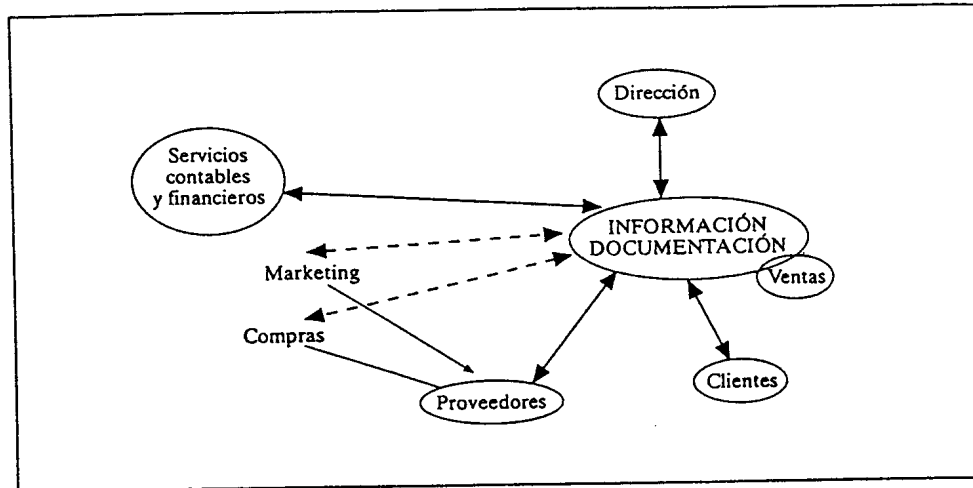 Dirección
Servicios
contables
y financieros
INFORMACIÓN
DOCUMENTACIÓN
Ventas
Marketing
Compras
Clientes
Proveedores